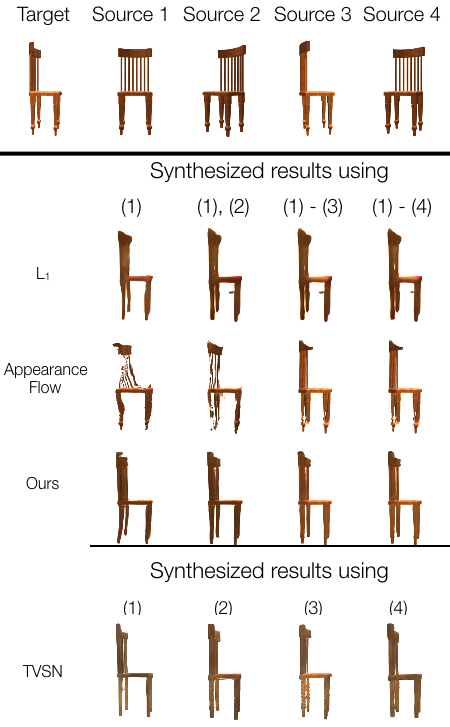 Target Source 1 Source 2 Source 3 Source 4
Synthesized results using
(1) (1), (2) (1) - (3) (1) - (4)
L₁
Appearance
Flow
Ours
Synthesized results using
(1) (2) (3) (4)
TVSN